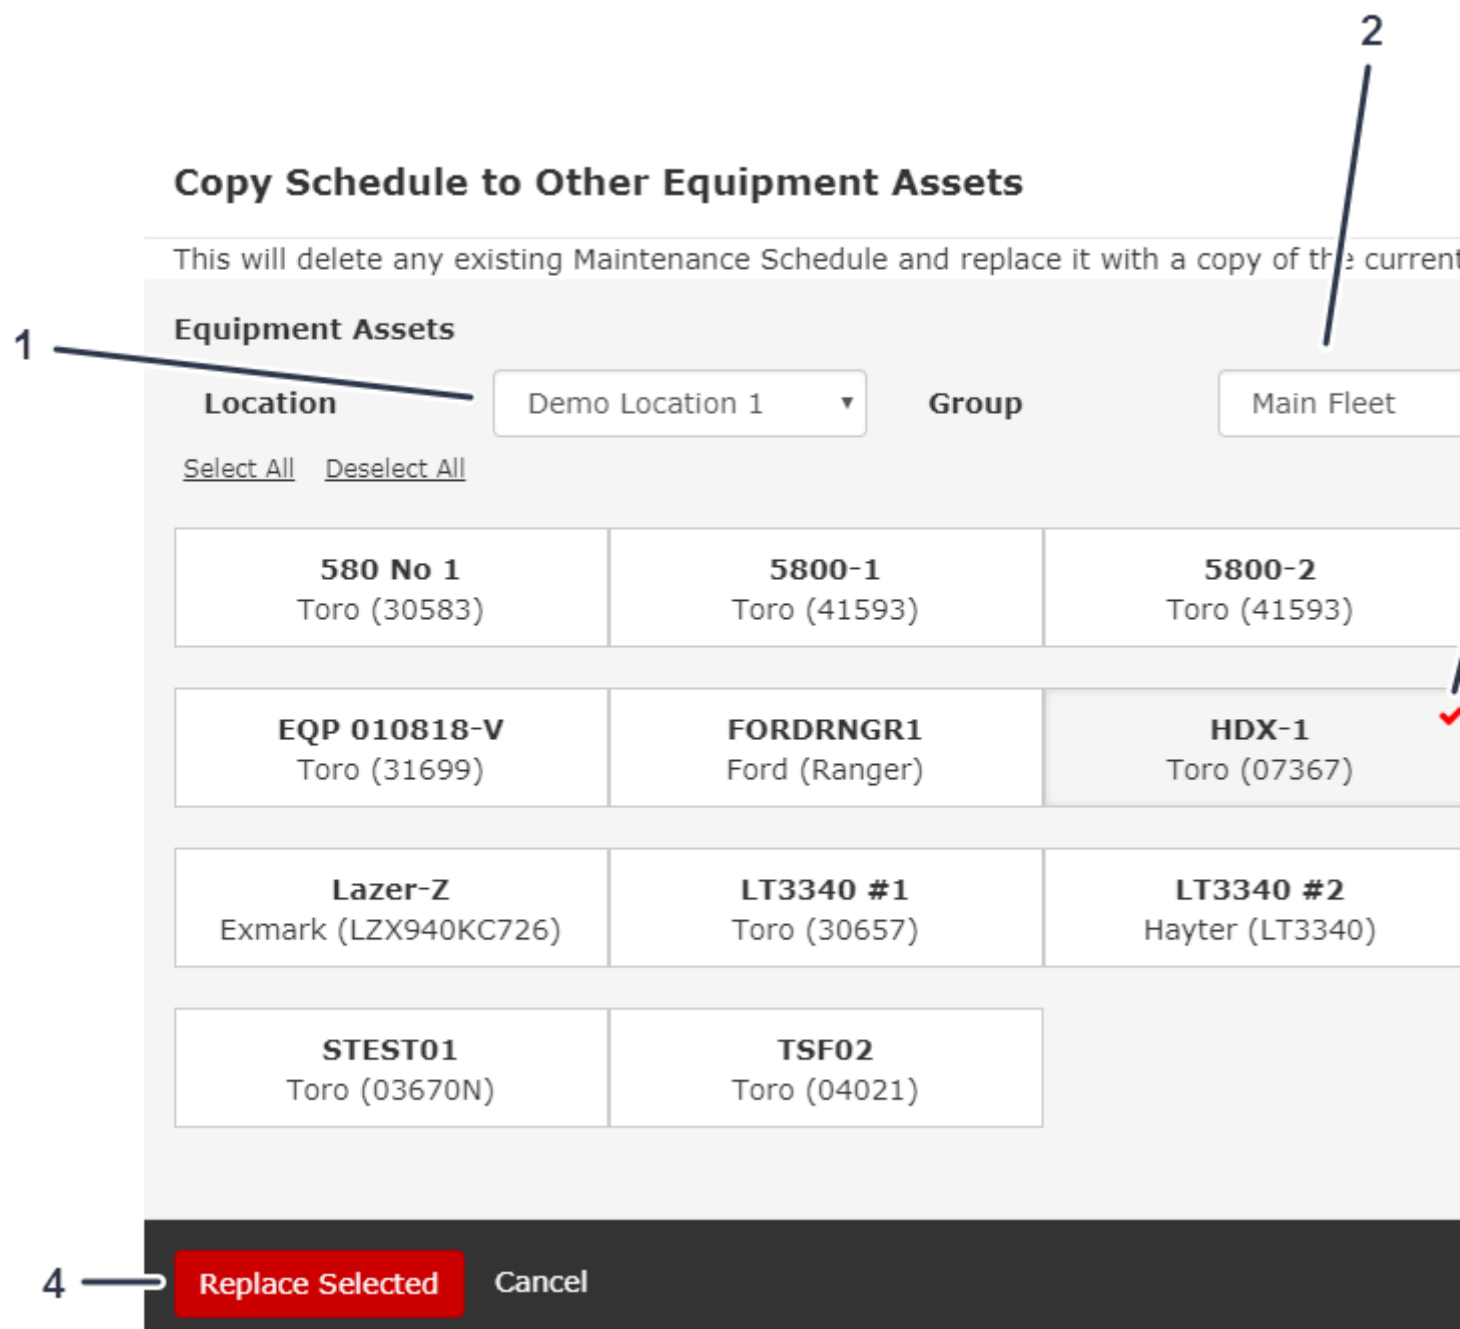 2
Copy Schedule to Other Equipment Assets
This will delete any existing Maintenance Schedule and replace it with a copy of the current
Equipment Assets
1
Location Demo Location 1 Group Main Fleet
Select All Deselect All
580 No 1 5800-1 5800-2
Toro (30583) Toro (41593) Toro (41593)
EQP 010818-V FORDRNGR1 HDX-1
Toro (31699) Ford (Ranger) Toro (07367)
Lazer-Z LT3340 #1 LT3340 #2
Exmark (LZX940KC726) Toro (30657) Hayter (LT3340)
STEST01 TSF02
Toro (03670N) Toro (04021)
4 Replace Selected Cancel